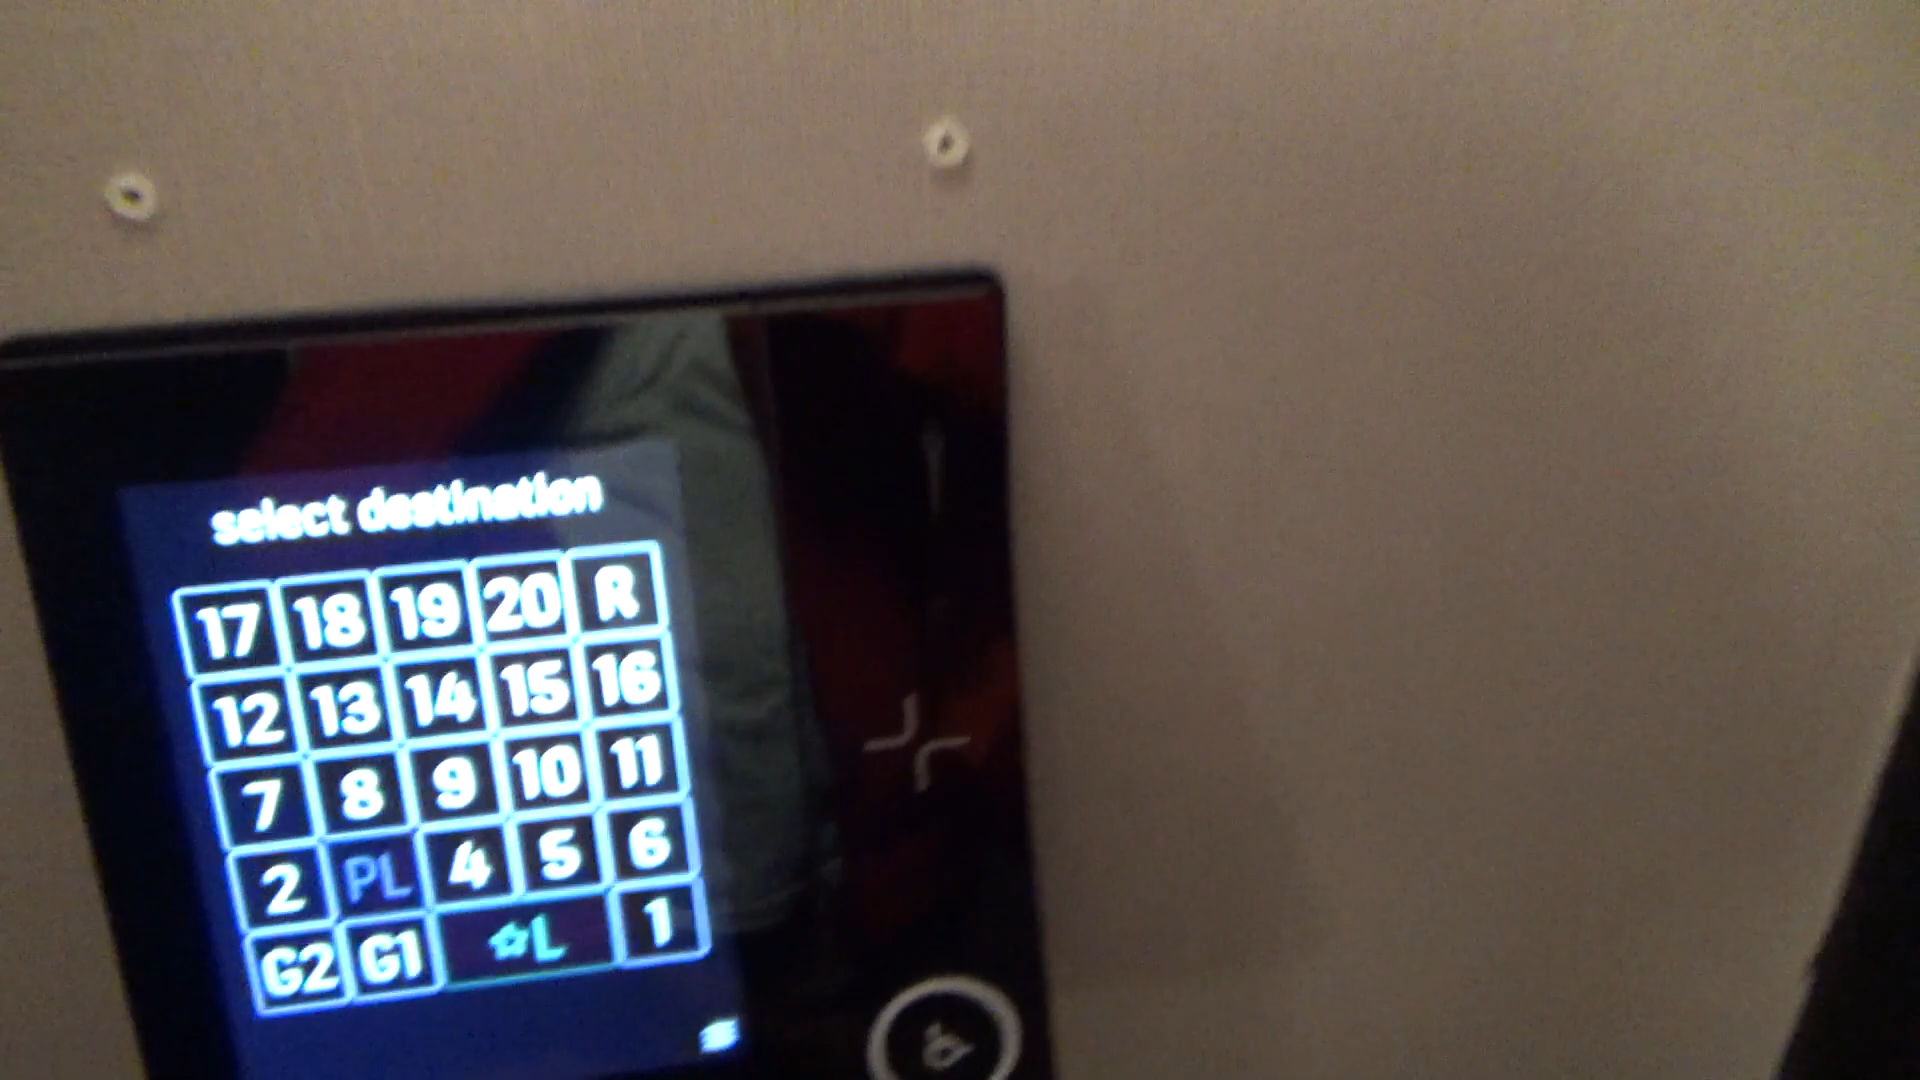 select destination
17 18 19 20 R
12 13 14 15 16
7 8 9 10 11
2 PL 4 5 6
G2 G1 ☆L 1